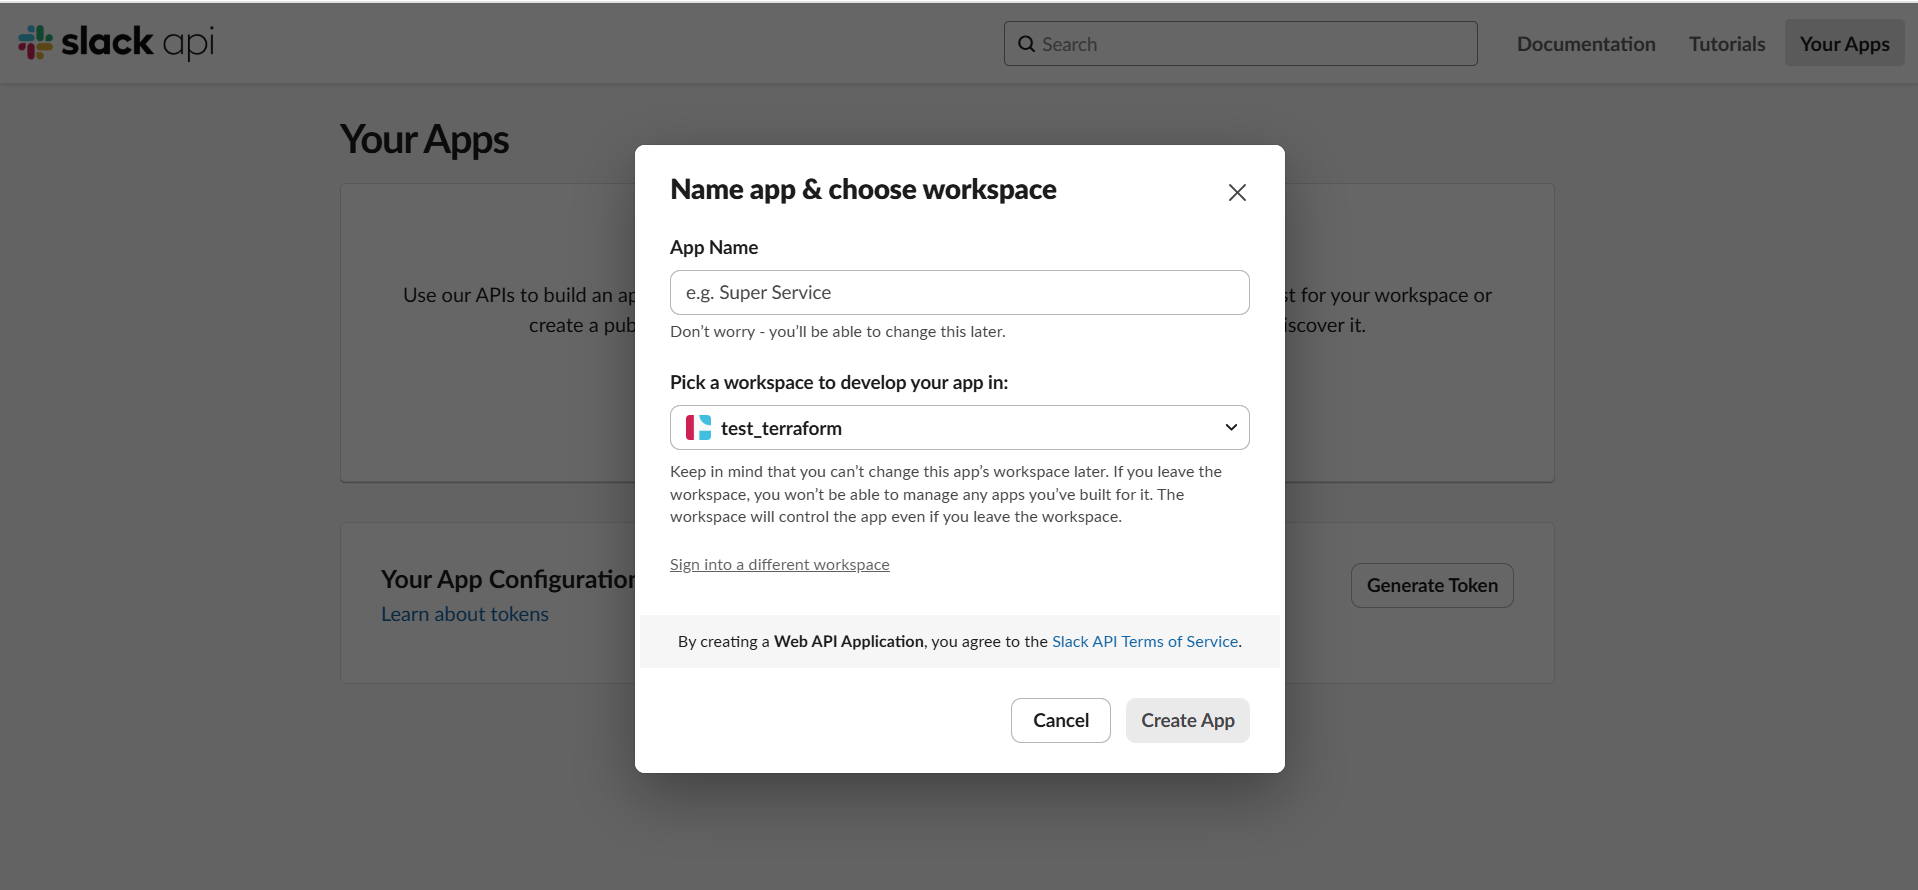 slack api
Search
Documentation
Tutorials
Your Apps
Your Apps
Use our APIs to build an ap
st for your workspace or
create a pub
iscover it.
Name app & choose workspace
App Name
e.g. Super Service
Don't worry - you'll be able to change this later.
Pick a workspace to develop your app in:
test_terraform
Keep in mind that you can't change this app's workspace later. If you leave the
workspace, you won't be able to manage any apps you've built for it. The
workspace will control the app even if you leave the workspace.
Sign into a different workspace
Your App Configuration
Learn about tokens
Generate Token
By creating a Web API Application, you agree to the Slack API Terms of Service.
Cancel
Create App